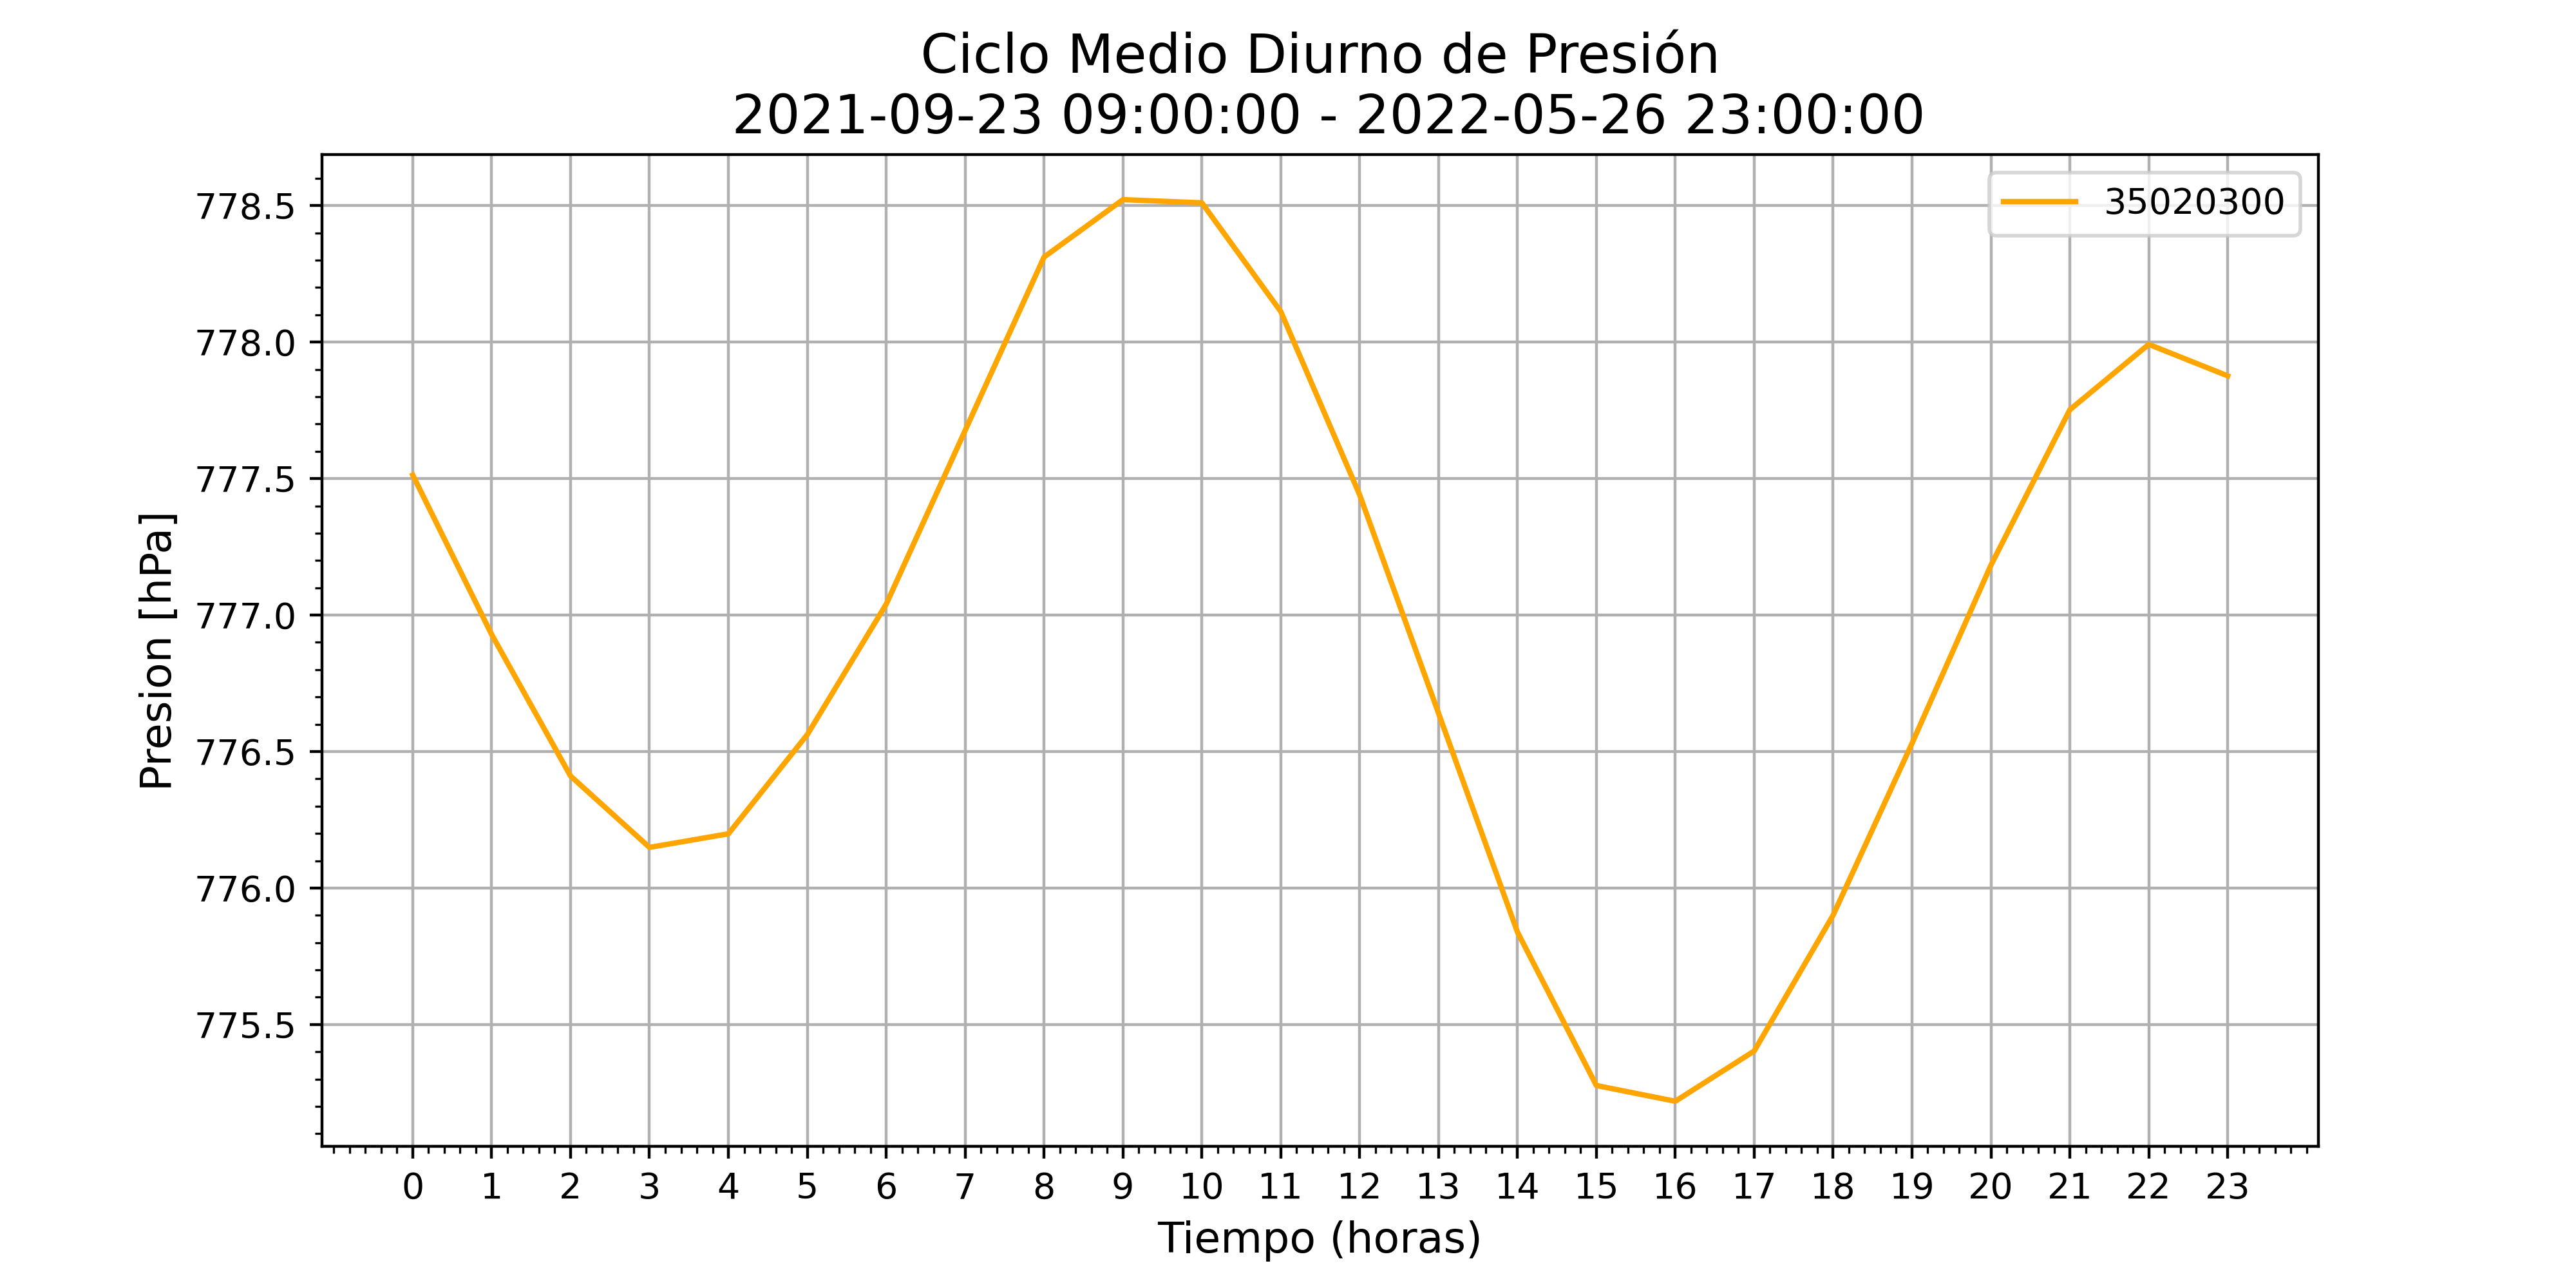 Ciclo Medio Diurno de Presión
2021-09-23 09:00:00 - 2022-05-26 23:00:00
35020300
Presion [hPa]
778.5
778.0
777.5
777.0
776.5
776.0
775.5
0 1 2 3 4 5 6 7 8 9 10 11 12 13 14 15 16 17 18 19 20 21 22 23
Tiempo (horas)